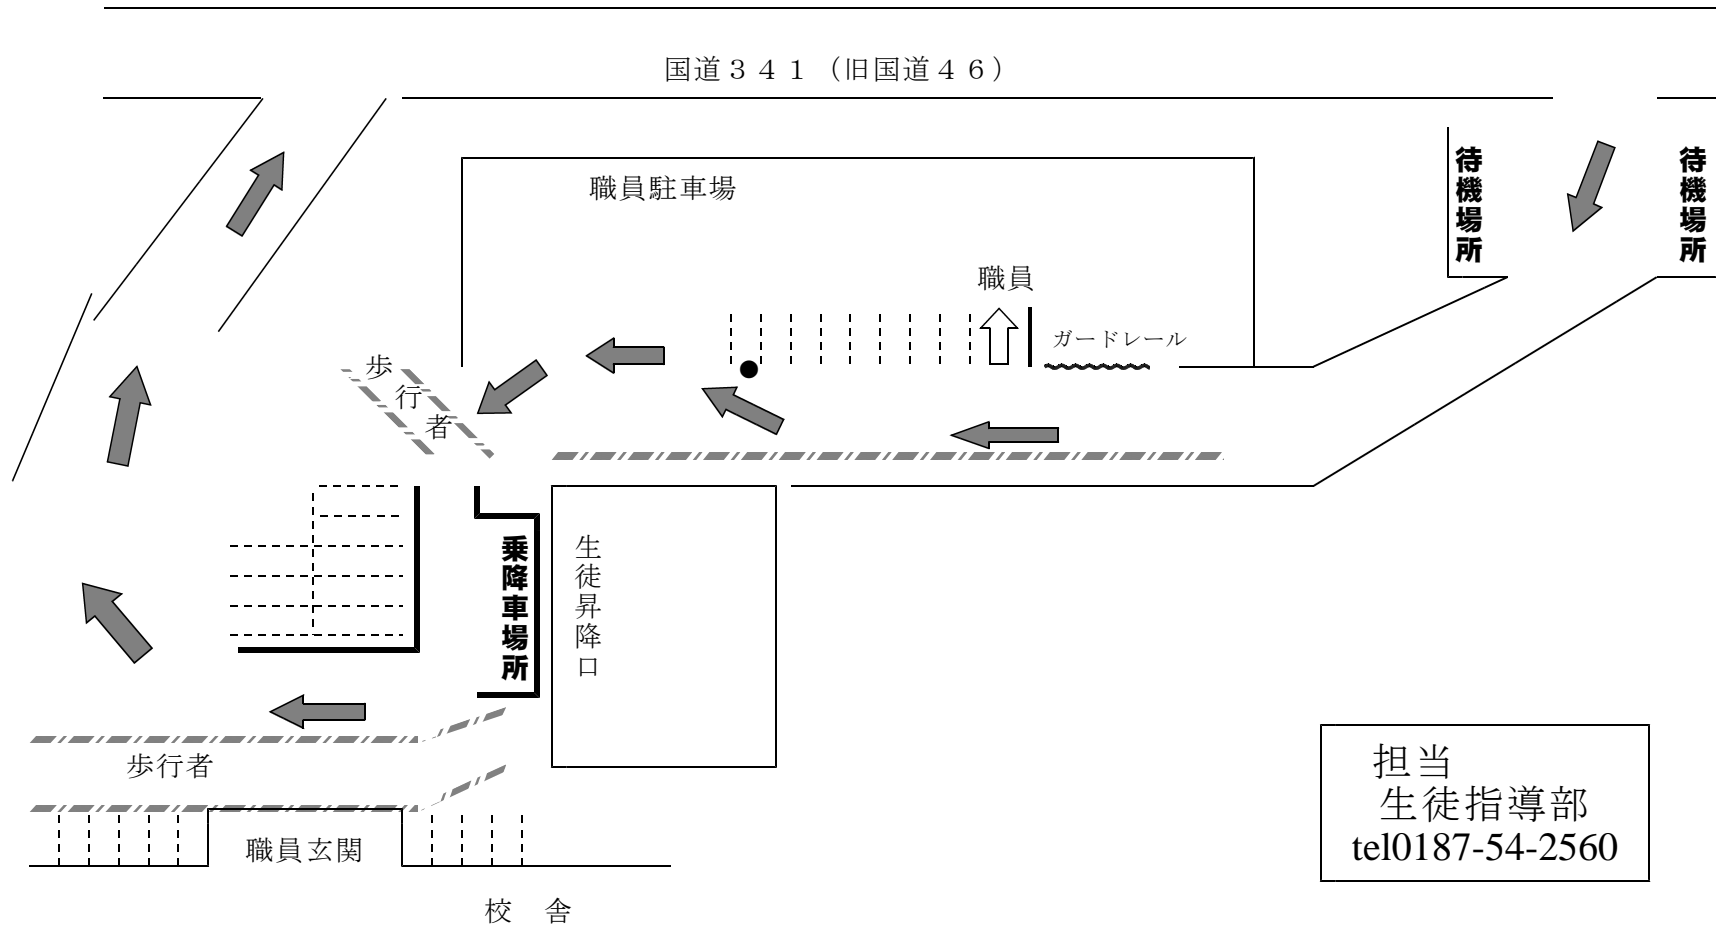 国道３４１（旧国道４６）
待機場所
待機場所
職員駐車場
職員
ガードレール
歩行者
乗降車場所
生徒昇降口
歩行者
職員玄関
校　舎
担当
生徒指導部
tel0187-54-2560